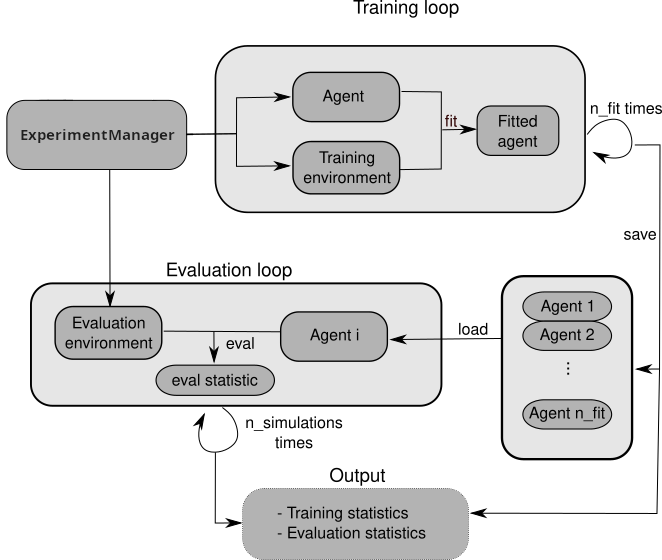 Training loop
ExperimentManager
Agent
Training
environment
fit
Fitted
agent
n_fit times
save
Evaluation loop
Evaluation
environment
eval
Agent i
eval statistic
load
Agent 1
Agent 2
⋮
Agent n_fit
n_simulations
times
Output
- Training statistics
- Evaluation statistics